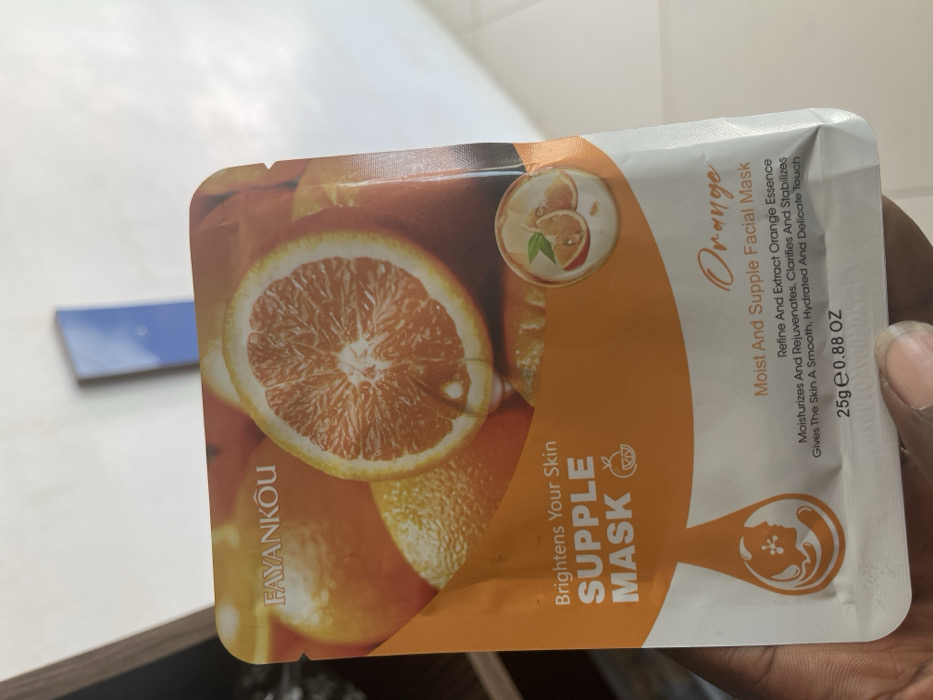 FAYANKÔU
Brightens Your Skin
SUPPLE
MASK
Orange
Moist And Supple Facial Mask
Refine And Extract Orange Essence
Moisturizes And Rejuvenates, Clarifies And Stabilizes
Gives The Skin A Smooth, Hydrated And Delicate Touch
25g℮0.88 OZ